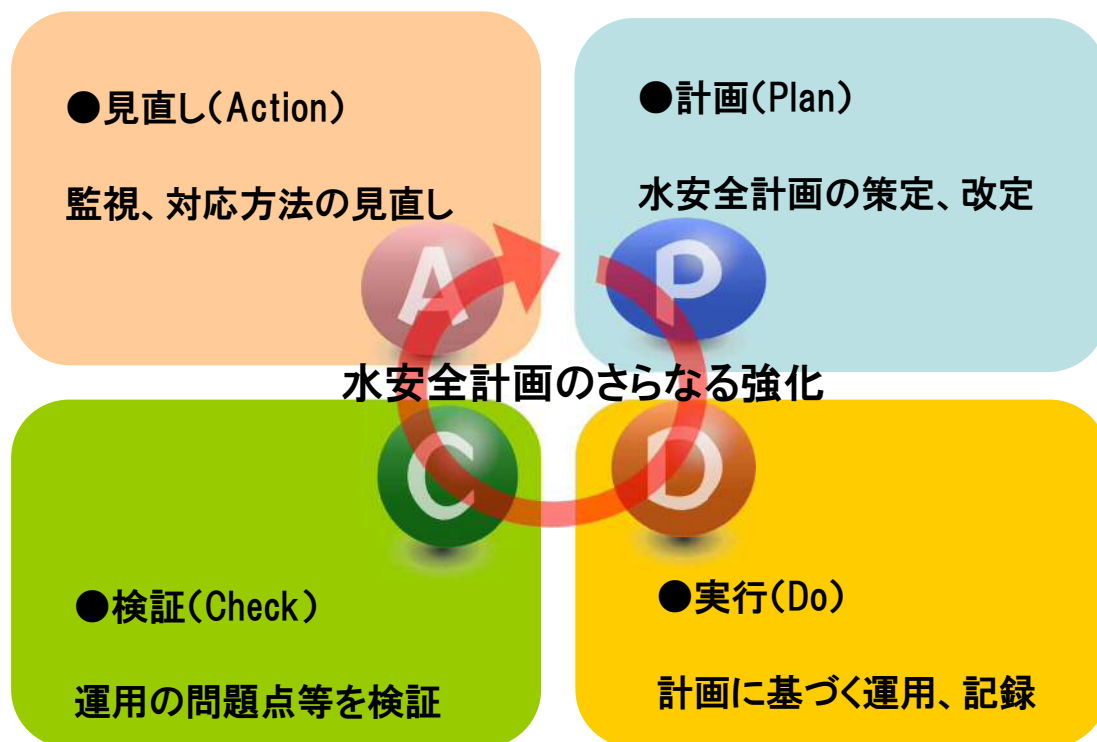 ●見直し(Action)
監視、対応方法の見直し
●計画(Plan)
水安全計画の策定、改定
A
P
水安全計画のさらなる強化
C
D
●検証(Check)
運用の問題点等を検証
●実行(Do)
計画に基づく運用、記録